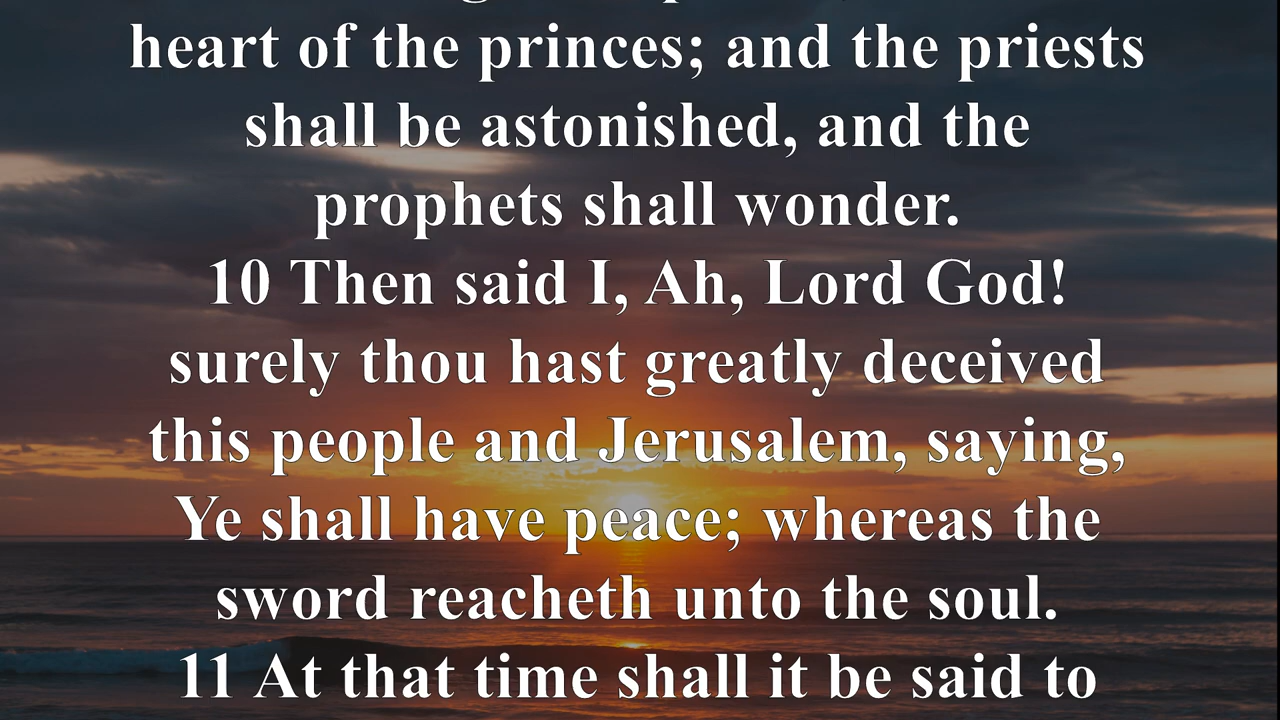 heart of the princes; and the priests
shall be astonished, and the
prophets shall wonder.
10 Then said I, Ah, Lord God!
surely thou hast greatly deceived
this people and Jerusalem, saying,
Ye shall have peace; whereas the
sword reacheth unto the soul.
11 At that time shall it be said to